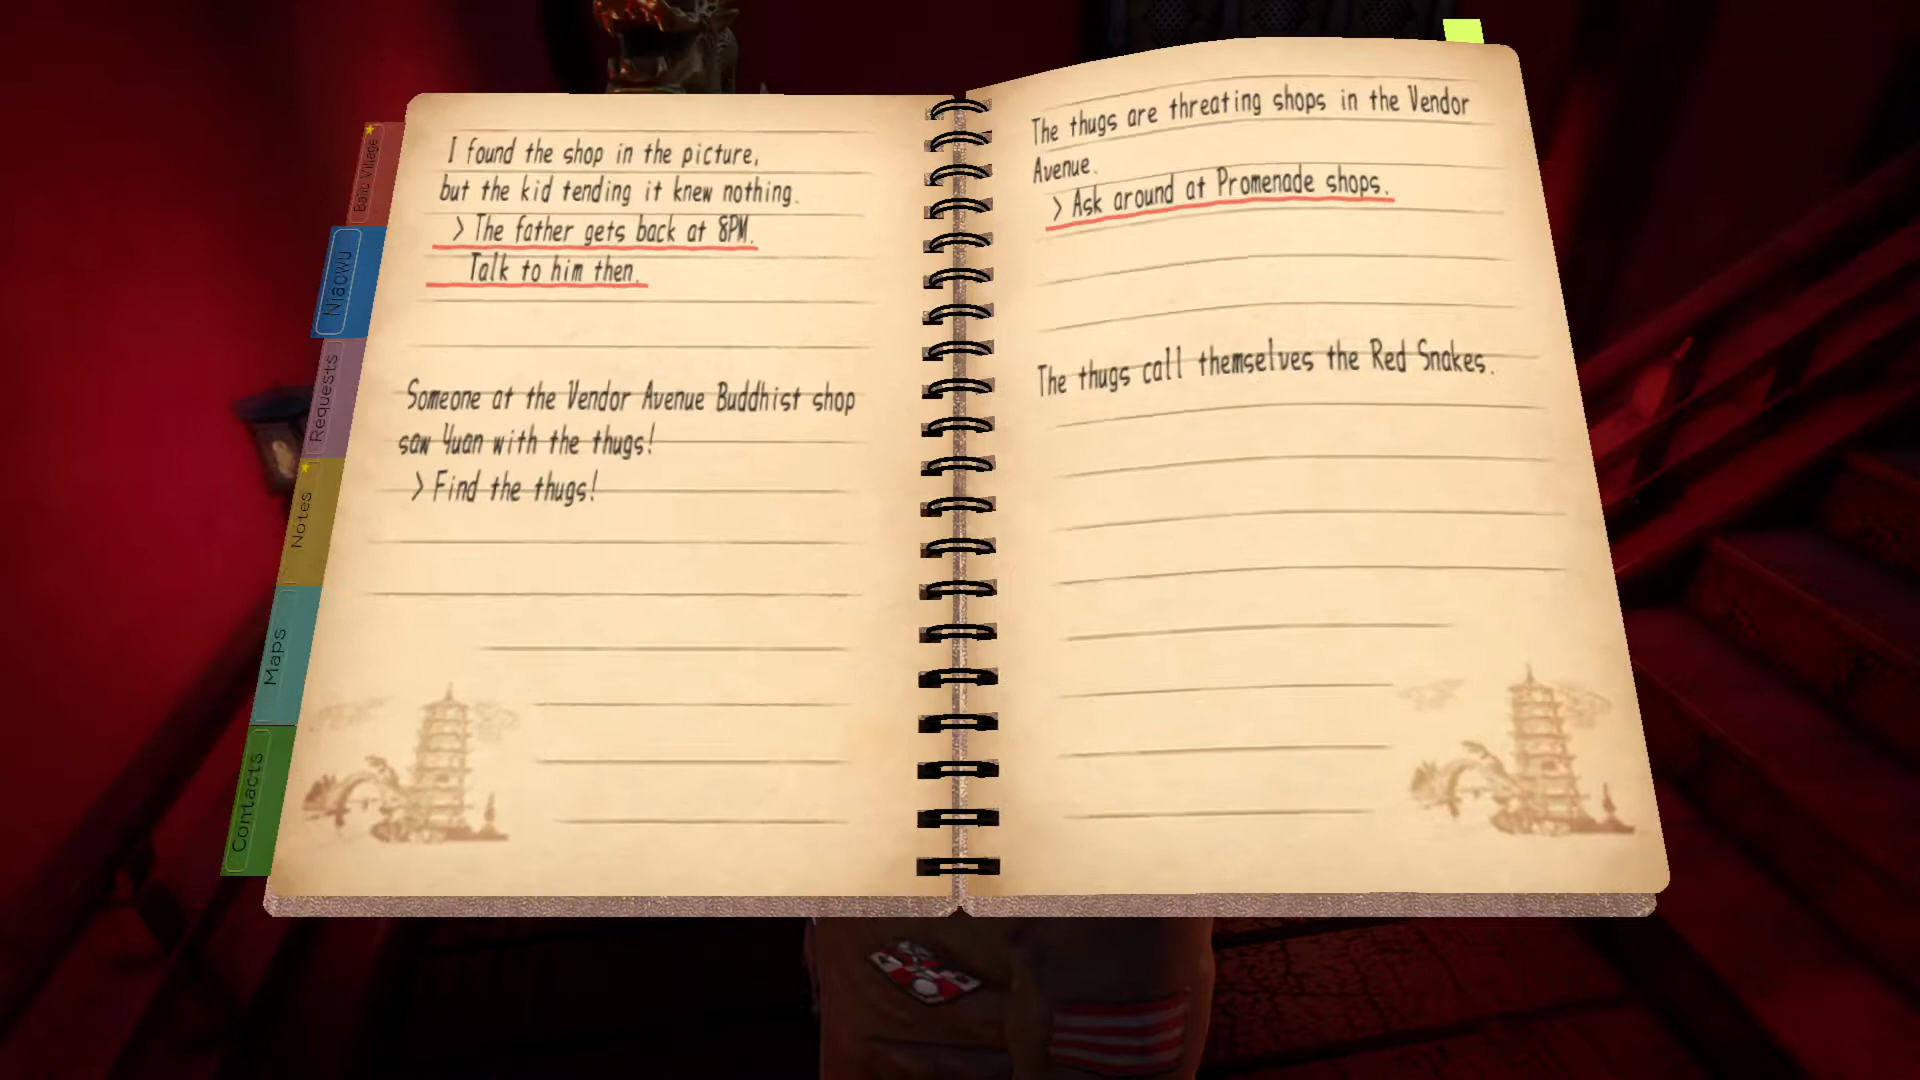 I found the shop in the picture,
but the kid tending it knew nothing.
> The father gets back at 8PM.
Talk to him then.
Someone at the Vendor Avenue Buddhist shop
saw Yuan with the thugs!
> Find the thugs!
The thugs are threating shops in the Vendor
Avenue.
> Ask around at Promenade shops.
The thugs call themselves the Red Snakes.
Bailu Village
Niaowu
Requests
Notes
Maps
Contacts